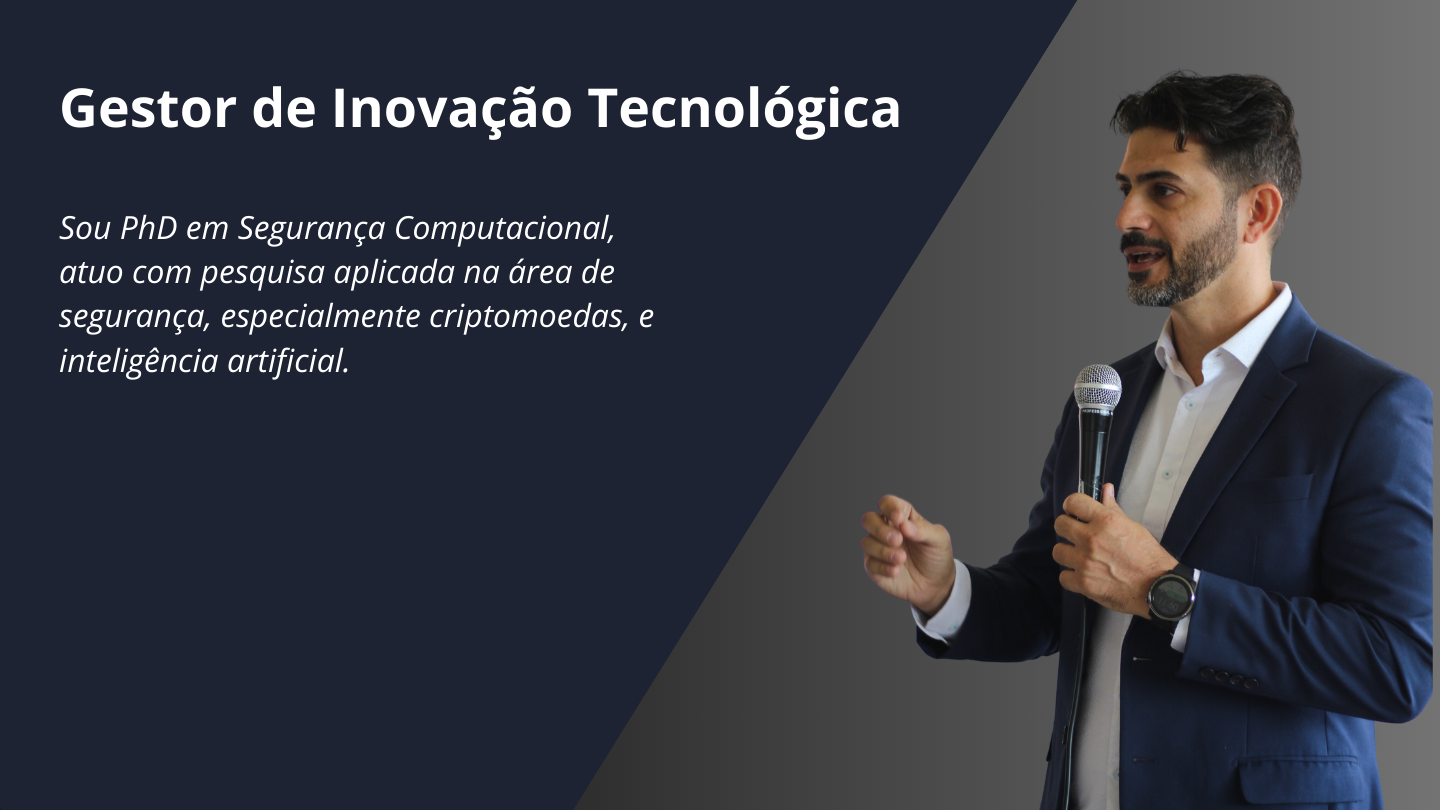 Gestor de Inovação Tecnológica
Sou PhD em Segurança Computacional,
atuo com pesquisa aplicada na área de
segurança, especialmente criptomoedas, e
inteligência artificial.